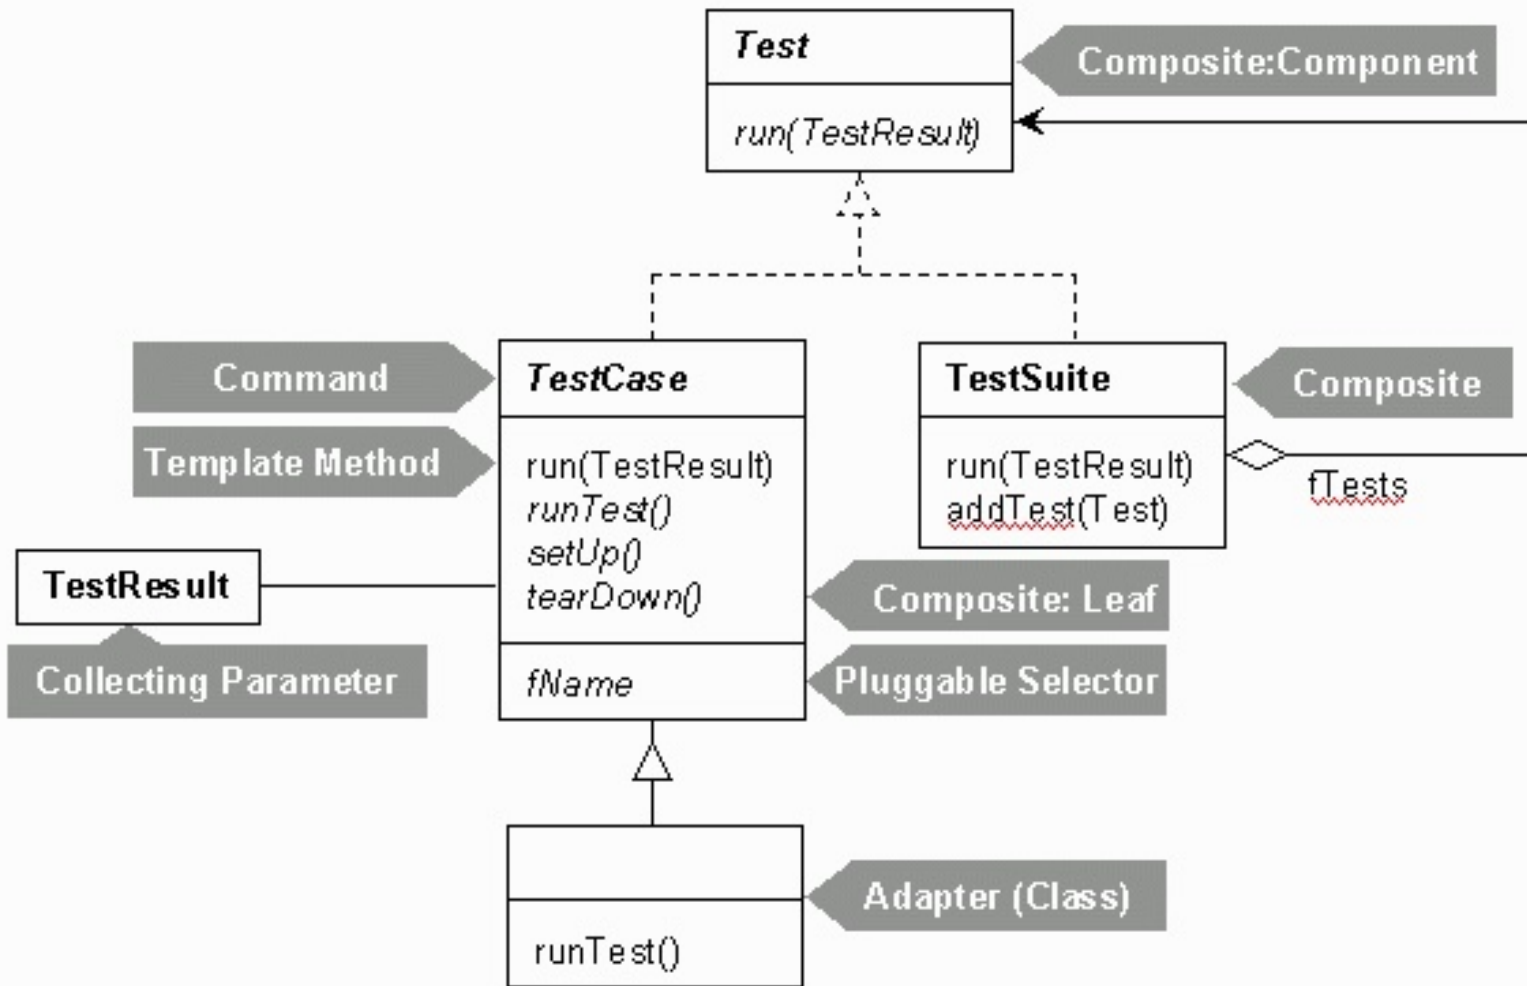 Test
Composite:Component
run(TestResult)
Command
TestCase
TestSuite
Composite
Template Method
run(TestResult)
runTest()
setUp()
tearDown()
run(TestResult)
addTest(Test)
fTests
TestResult
Composite: Leaf
Collecting Parameter
fName
Pluggable Selector
Adapter (Class)
runTest()